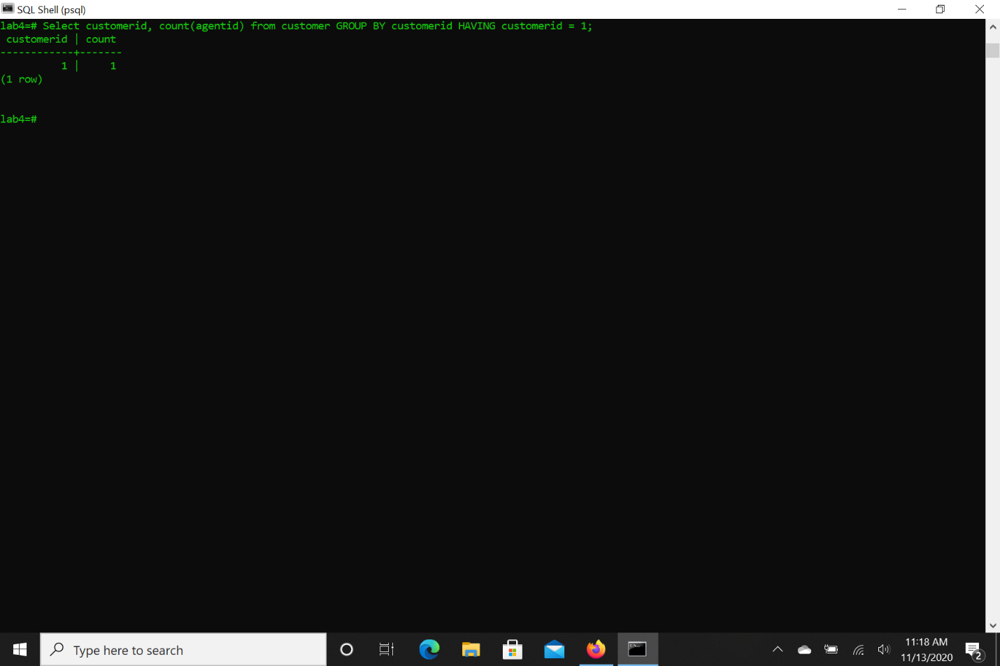 SQL Shell (psql)
lab4=# Select customerid, count(agentid) from customer GROUP BY customerid HAVING customerid = 1;
 customerid | count
------------+-------
          1 |     1
(1 row)
lab4=#
Type here to search
11:18 AM
11/13/2020
2